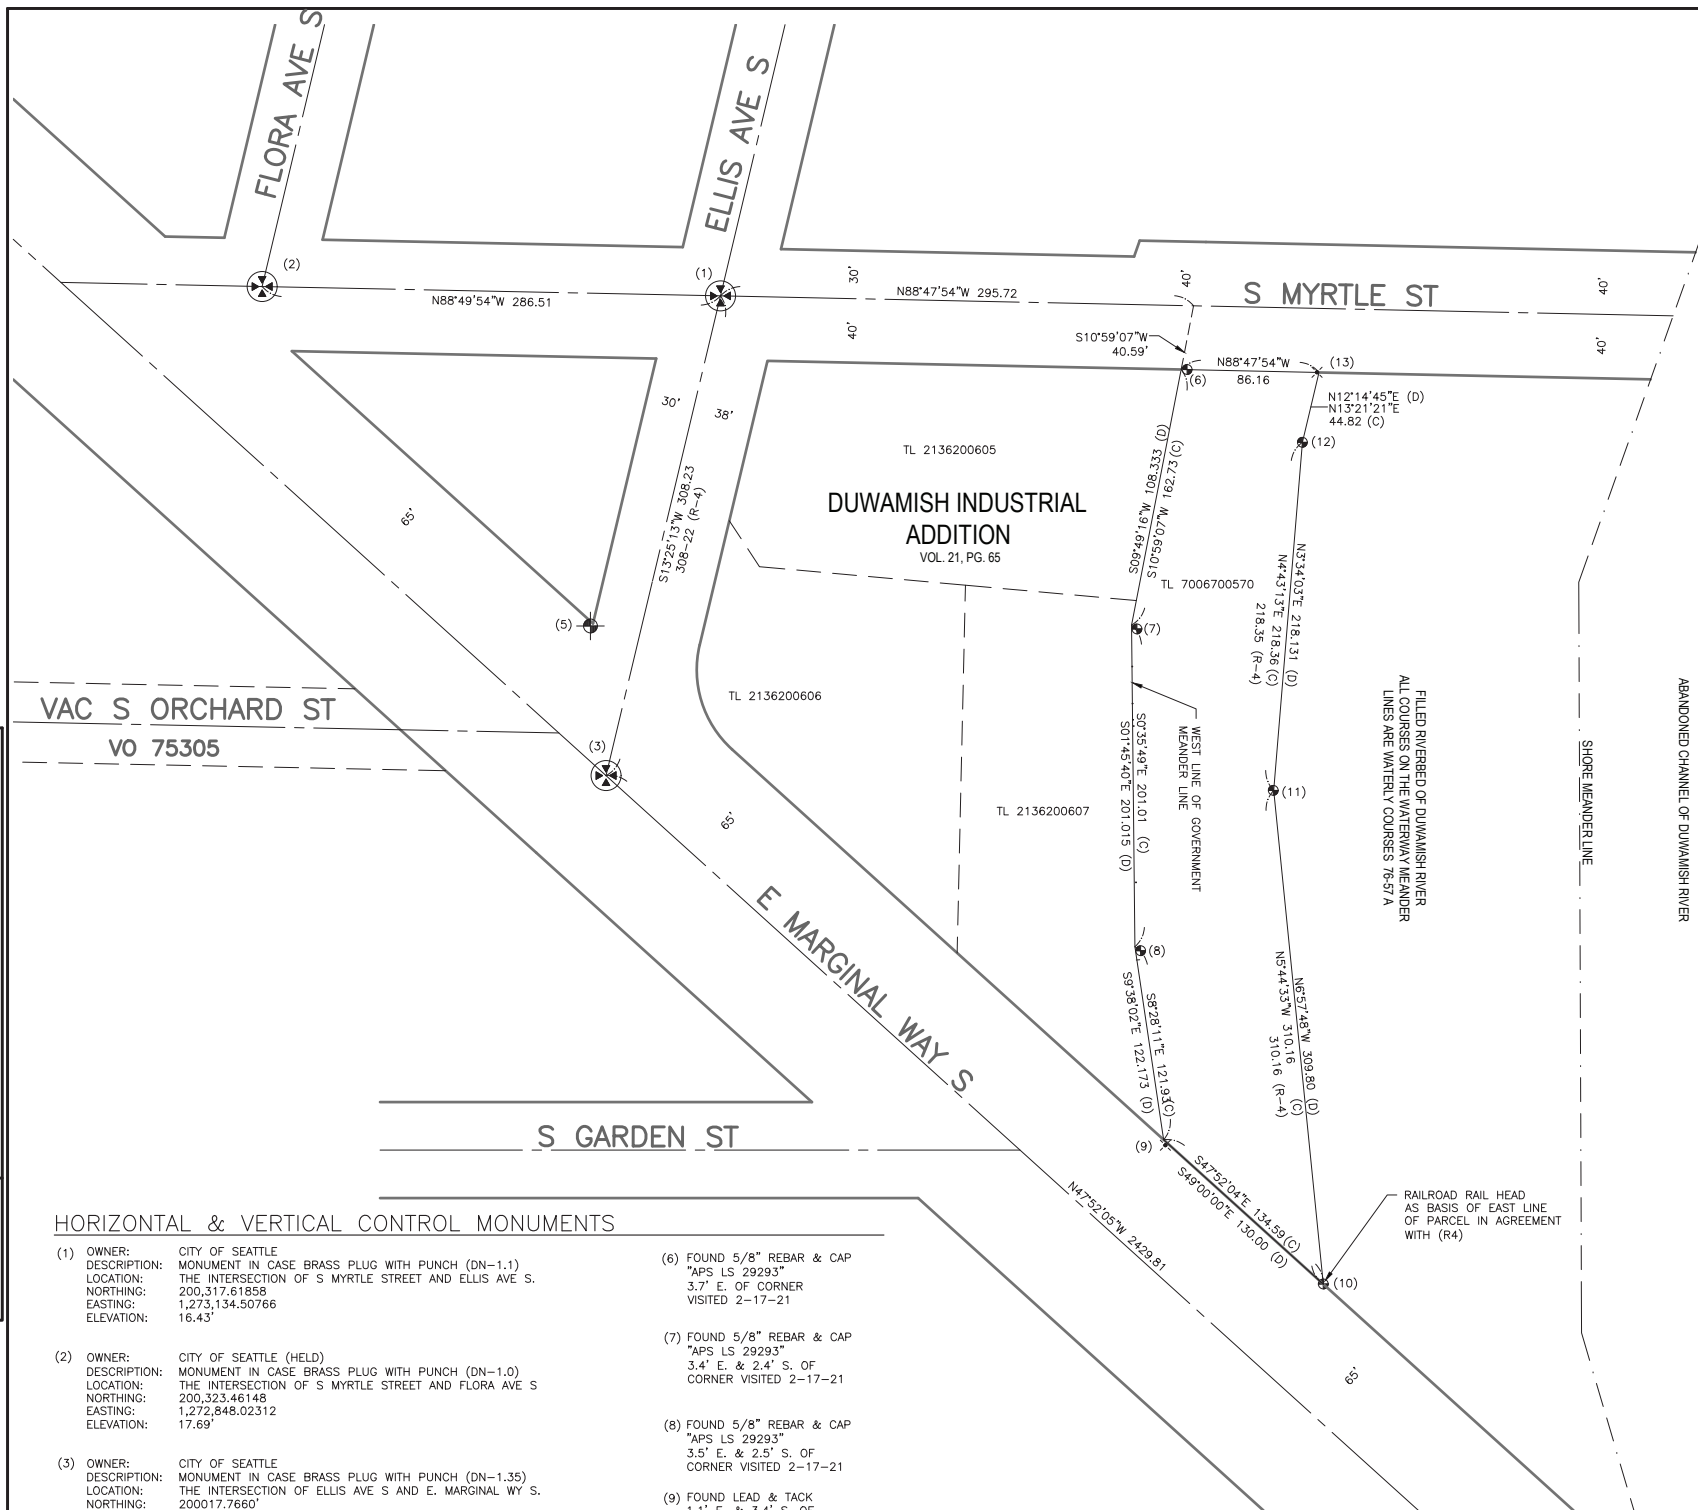 FLORA AVE S
ELLIS AVE S
(2)
(1)
N88°49'54"W 286.51
30'
N88°47'54"W 295.72
40'
S MYRTLE ST
40'
40'
40'
S10°59'07"W
40.59'
N88°47'54"W
86.16
(13)
(6)
N12°14'45"E (D)
N13°21'21"E
44.82 (C)
(12)
30'
38'
TL 2136200605
S09°49'16"W 108.333 (D)
S10°59'07"W 162.73(C)
DUWAMISH INDUSTRIAL
ADDITION
VOL. 21, PG. 65
S13°25'13"W 308.23
308-22 (R-4)
65'
TL 7006700570
N3°34'03"E 218.131 (D)
N4°43'13"E 218.36 (C)
218.35 (R-4)
(5)
(7)
VAC S ORCHARD ST
VO 75305
TL 2136200606
(3)
WEST LINE OF GOVERNMENT
MEANDER LINE
S0°35'49"E 201.01 (C)
S01°45'40"E 201.015 (D)
FILLED RIVERBED OF DUWAMISH RIVER
ALL COURSES ON THE WATERWAY MEANDER
LINES ARE WATERLY COURSES 76-57 A
SHORE MEANDER LINE
ABANDONED CHANNEL OF DUWAMISH RIVER
65'
TL 2136200607
(11)
E MARGINAL WAY S
(8)
S8°28'11"E 121.93(C)
S9°38'02"E 122.173 (D)
N6°57'48"W 309.80 (D)
N5°44'33"W 310.16 (C)
310.16 (R-4)
S GARDEN ST
(9)
S47°52'04"E 134.59(C)
S49°00'00"E 130.00 (D)
N47°52'05"W 2429.81
RAILROAD RAIL HEAD
AS BASIS OF EAST LINE
OF PARCEL IN AGREEMENT
WITH (R4)
(10)
65'
HORIZONTAL & VERTICAL CONTROL MONUMENTS
(1) OWNER: CITY OF SEATTLE
DESCRIPTION: MONUMENT IN CASE BRASS PLUG WITH PUNCH (DN-1.1)
LOCATION: THE INTERSECTION OF S MYRTLE STREET AND ELLIS AVE S.
NORTHING: 200,317.61858
EASTING: 1,273,134.50766
ELEVATION: 16.43'
(2) OWNER: CITY OF SEATTLE (HELD)
DESCRIPTION: MONUMENT IN CASE BRASS PLUG WITH PUNCH (DN-1.0)
LOCATION: THE INTERSECTION OF S MYRTLE STREET AND FLORA AVE S
NORTHING: 200,323.46148
EASTING: 1,272,848.02312
ELEVATION: 17.69'
(3) OWNER: CITY OF SEATTLE
DESCRIPTION: MONUMENT IN CASE BRASS PLUG WITH PUNCH (DN-1.35)
LOCATION: THE INTERSECTION OF ELLIS AVE S AND E. MARGINAL WY S.
NORTHING: 200017.7660'
(6) FOUND 5/8" REBAR & CAP
"APS LS 29293"
3.7' E. OF CORNER
VISITED 2-17-21
(7) FOUND 5/8" REBAR & CAP
"APS LS 29293"
3.4' E. & 2.4' S. OF
CORNER VISITED 2-17-21
(8) FOUND 5/8" REBAR & CAP
"APS LS 29293"
3.5' E. & 2.5' S. OF
CORNER VISITED 2-17-21
(9) FOUND LEAD & TACK
1.1' E. & 3.4' S. OF